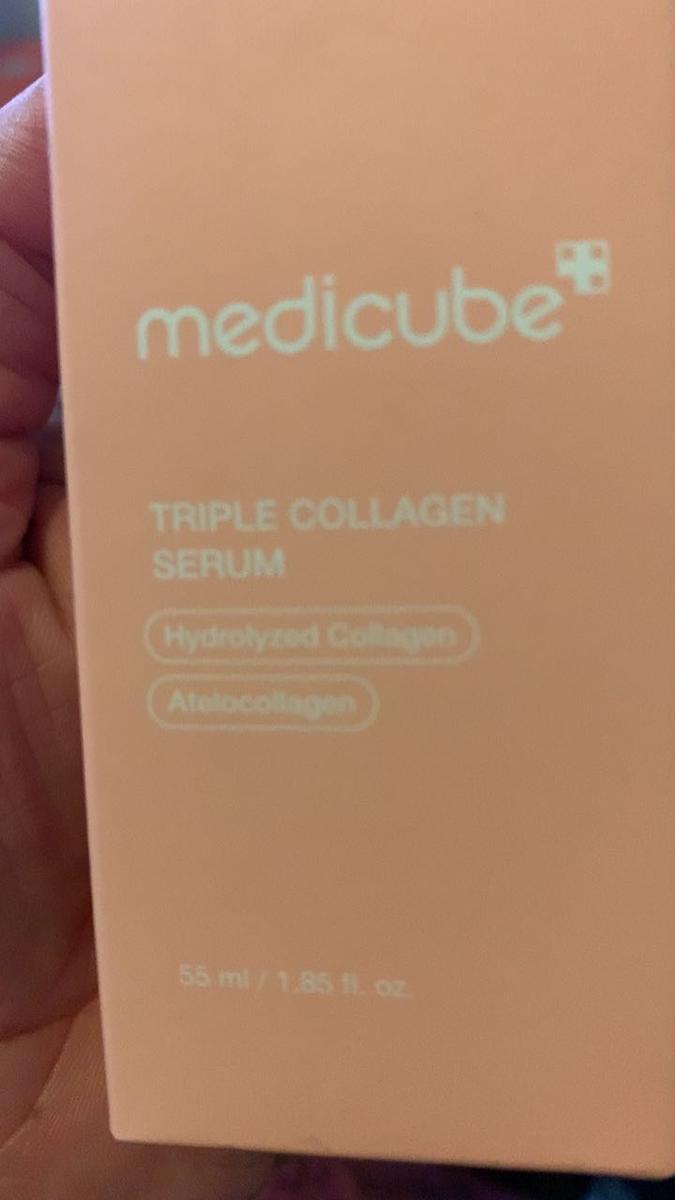 medicube
TRIPLE COLLAGEN
SERUM
Hydrolyzed Collagen
Atelocollagen
55 ml / 1.85 fl. oz.